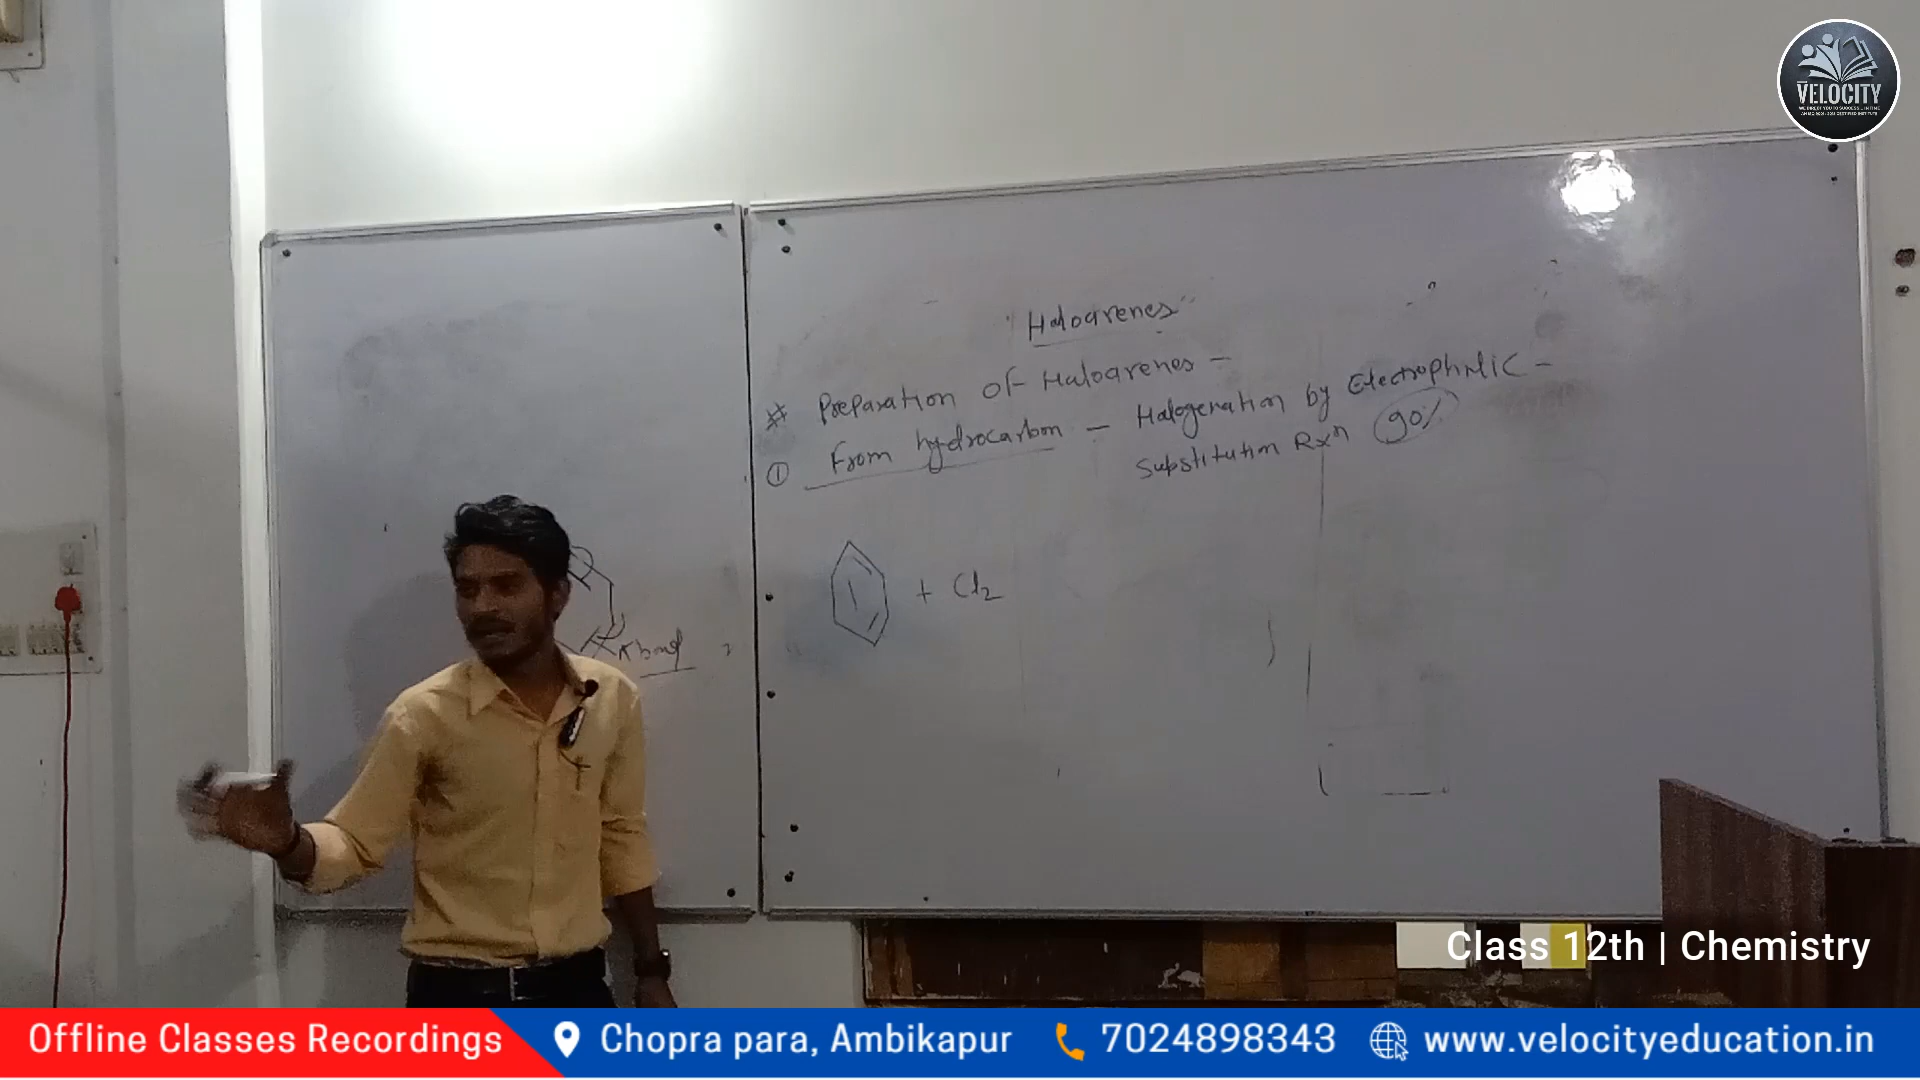 VELOCITY
"Haloarenes"
# Preparation of Haloarenes –
① From hydrocarbon – Halogenation by Electrophilic –
Substitution Rxⁿ 90%
+ Cl₂
π bond
Class 12th | Chemistry
Offline Classes Recordings
Chopra para, Ambikapur
7024898343
www.velocityeducation.in